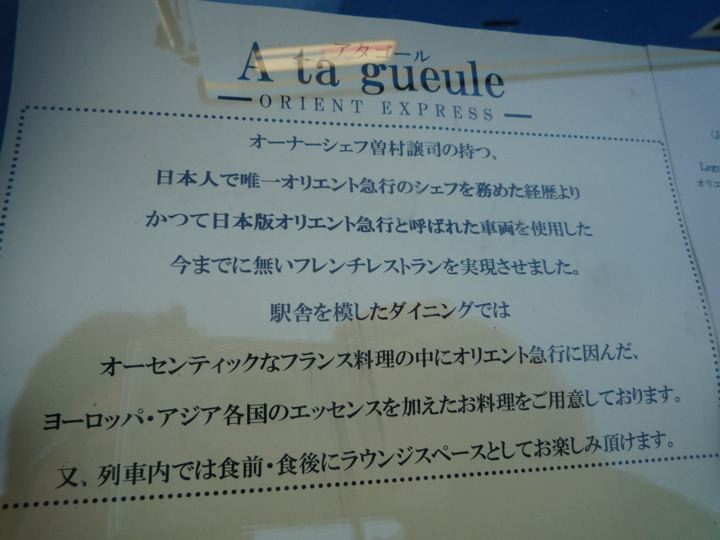 アタゴール
A ta gueule
ORIENT EXPRESS
オーナーシェフ曽村譲司の持つ、
日本人で唯一オリエント急行のシェフを務めた経歴より
かつて日本版オリエント急行と呼ばれた車両を使用した
今までに無いフレンチレストランを実現させました。
駅舎を模したダイニングでは
オーセンティックなフランス料理の中にオリエント急行に因んだ、
ヨーロッパ・アジア各国のエッセンスを加えたお料理をご用意しております。
又、列車内では食前・食後にラウンジスペースとしてお楽しみ頂けます。